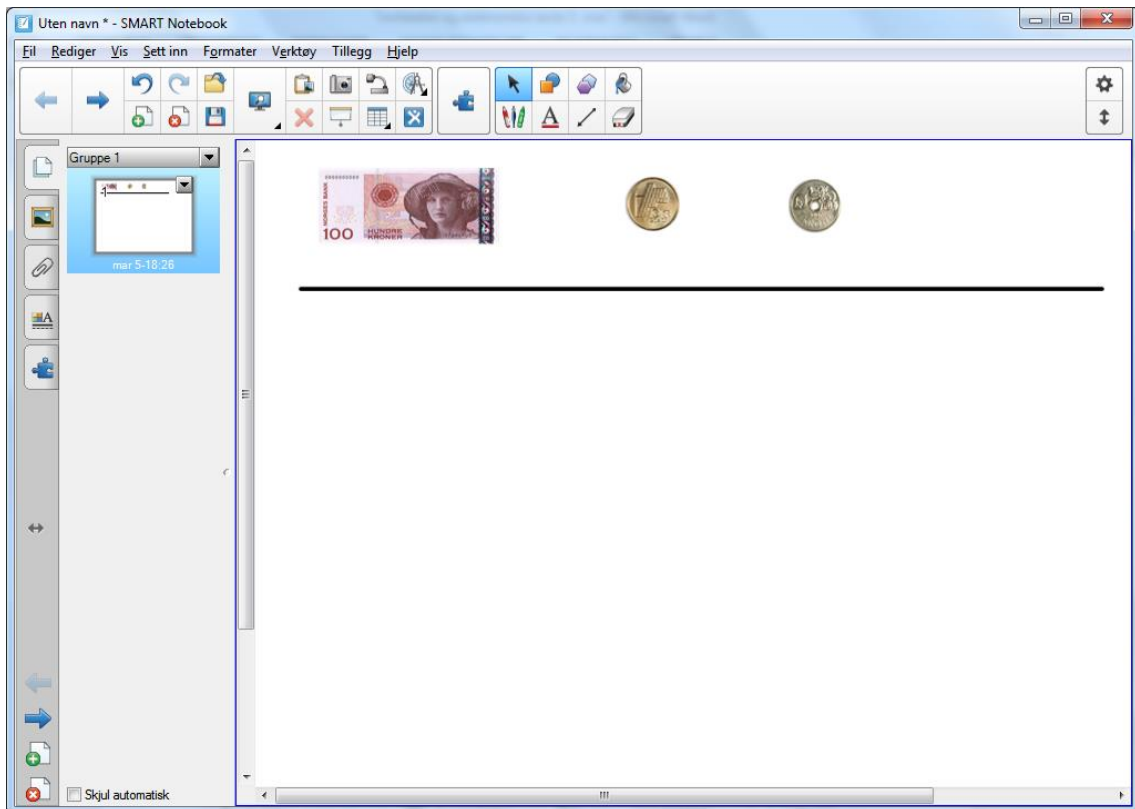 Uten navn * - SMART Notebook
Fil Rediger Vis Sett inn Formater Verktøy Tillegg Hjelp
Gruppe 1
mar 5-18:26
NORGES BANK
100 HUNDRE
KRONER
Skjul automatisk